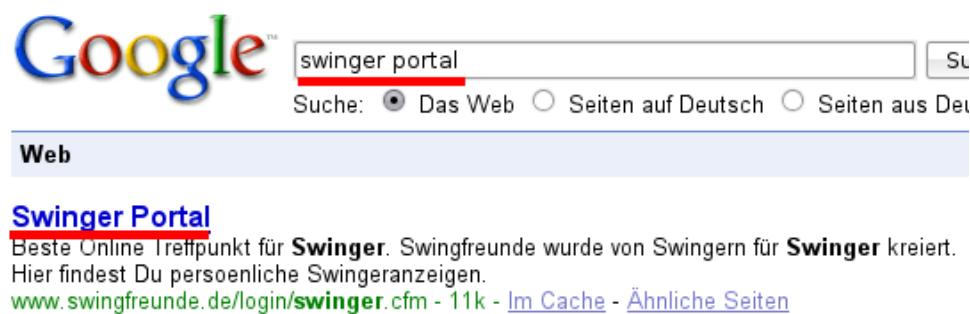 Google™
swinger portal
Su
Suche: Das Web Seiten auf Deutsch Seiten aus Deu
Web
Swinger Portal
Beste Online Treffpunkt für Swinger. Swingfreunde wurde von Swingern für Swinger kreiert.
Hier findest Du persoenliche Swingeranzeigen.
www.swingfreunde.de/login/swinger.cfm - 11k - Im Cache - Ähnliche Seiten